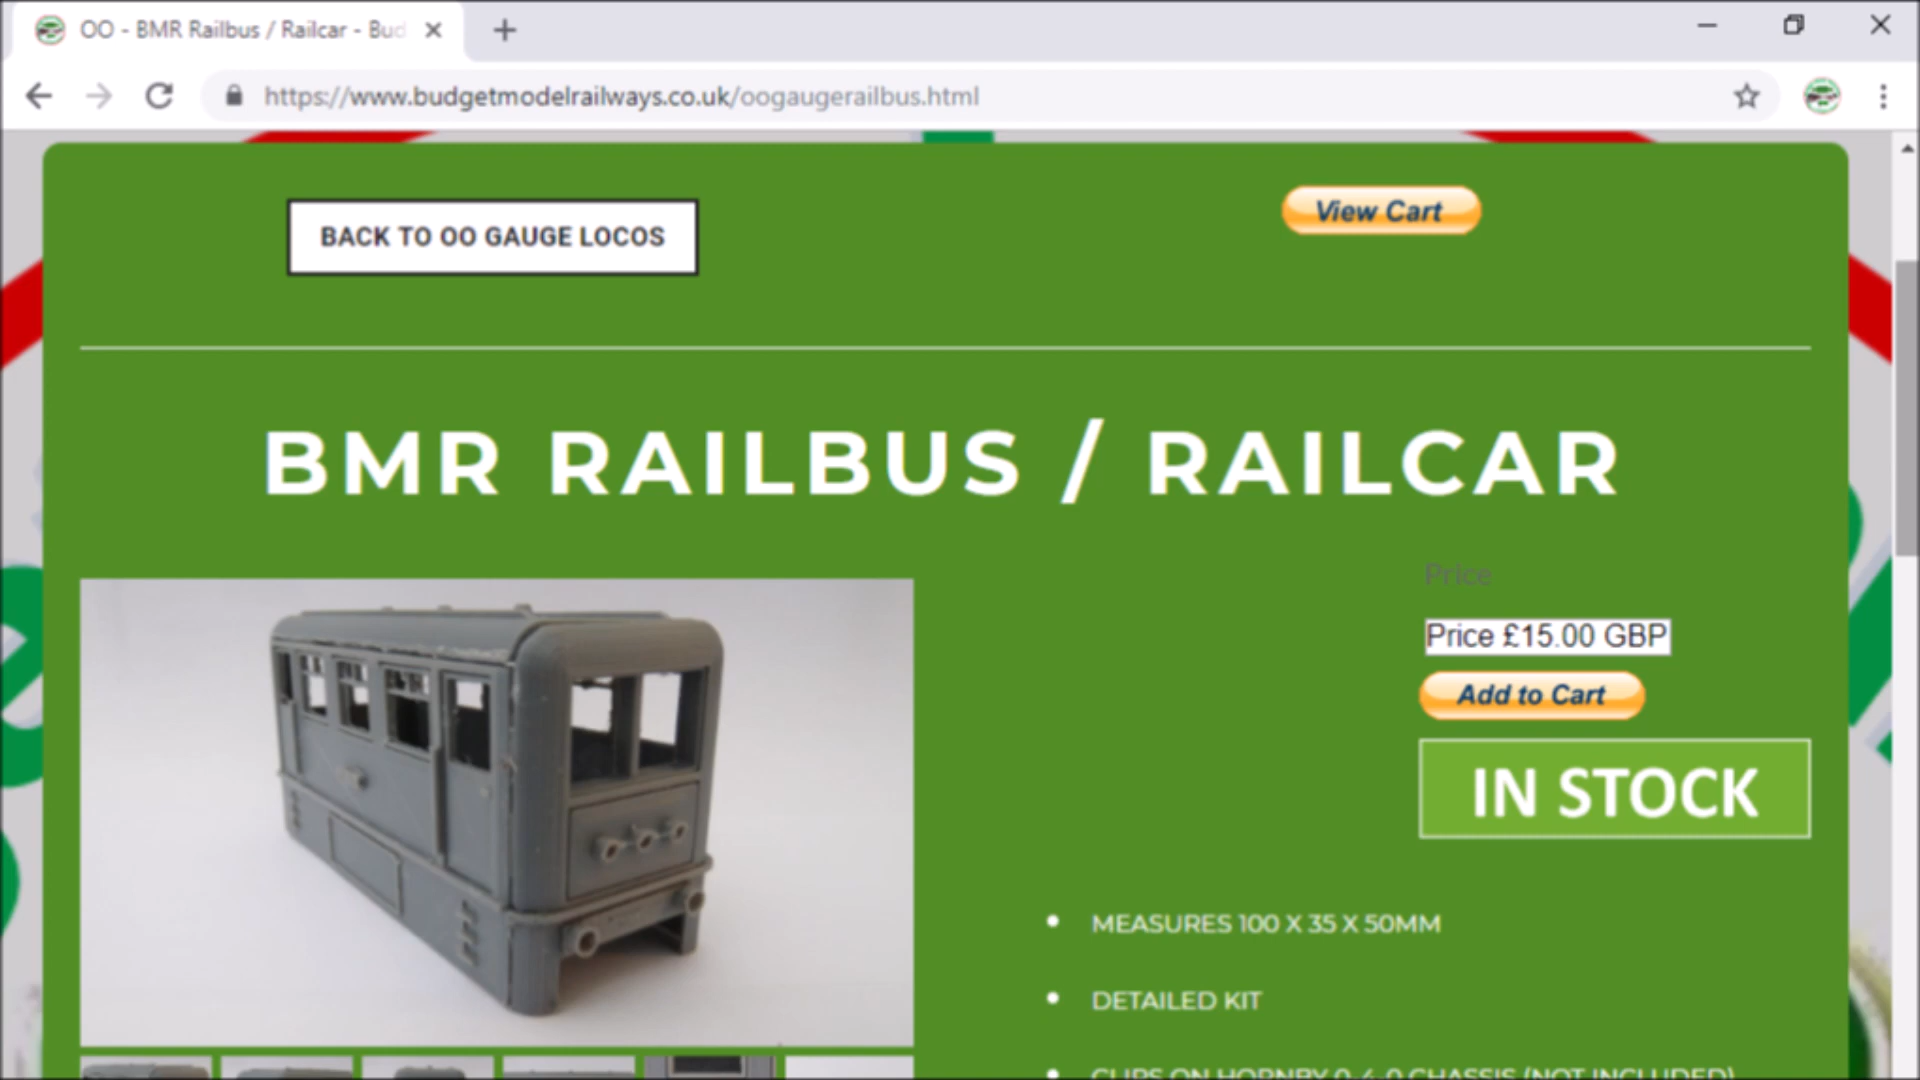 OO - BMR Railbus / Railcar - Bud
https://www.budgetmodelrailways.co.uk/oogaugerailbus.html
BACK TO OO GAUGE LOCOS
View Cart
BMR RAILBUS / RAILCAR
Price
Price £15.00 GBP
Add to Cart
IN STOCK
MEASURES 100 X 35 X 50MM
DETAILED KIT
CLIPS ON HORNBY 0-4-0 CHASSIS (NOT INCLUDED)